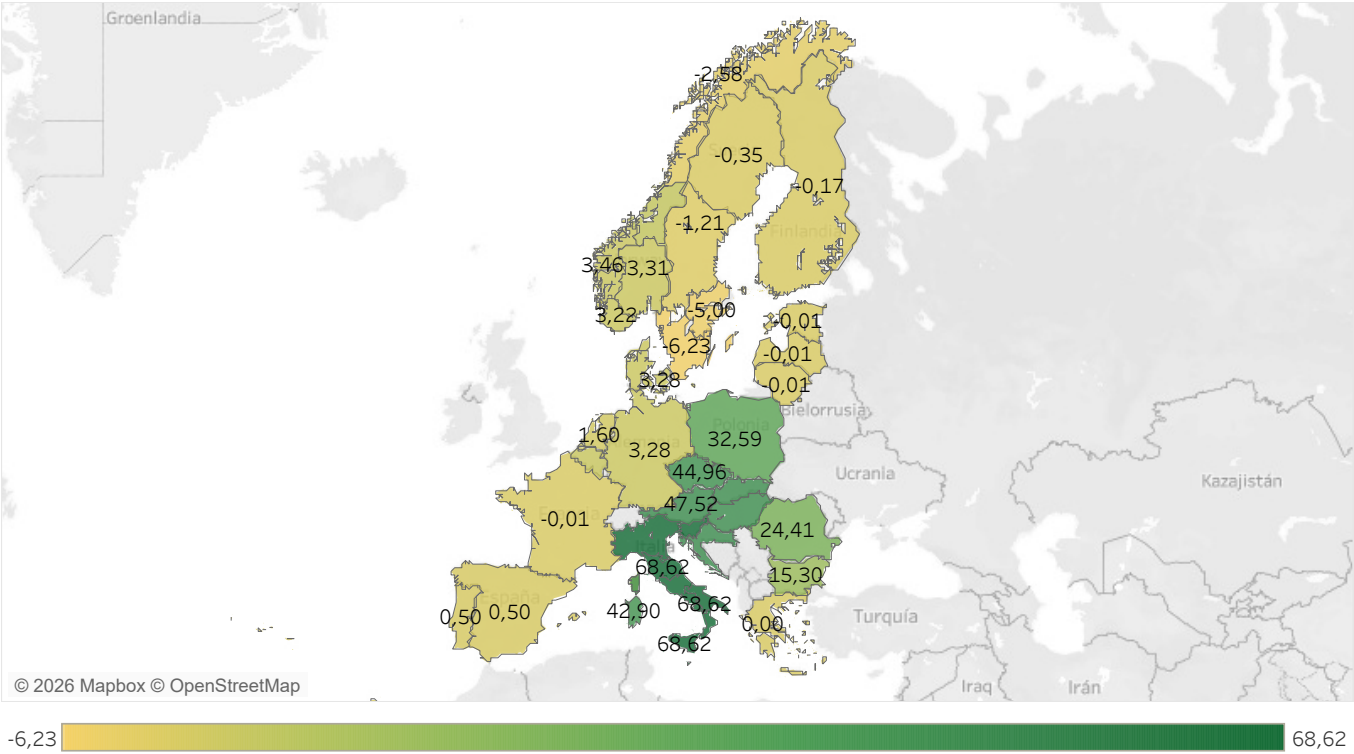 Groenlandia
-2,58
-0,35
-0,17
-1,21
Finlandia
3,46
3,31
3,22
-5,00
-0,01
-6,23
-0,01
3,28
-0,01
Bielorrusia
Polonia
1,60
32,59
3,28
44,96
Ucrania
Kazajistán
47,52
-0,01
24,41
Italia
68,62
15,30
España
0,50
0,50
42,90
68,62
0,00
Turquía
68,62
Iraq
Irán
© 2026 Mapbox © OpenStreetMap
-6,23
68,62